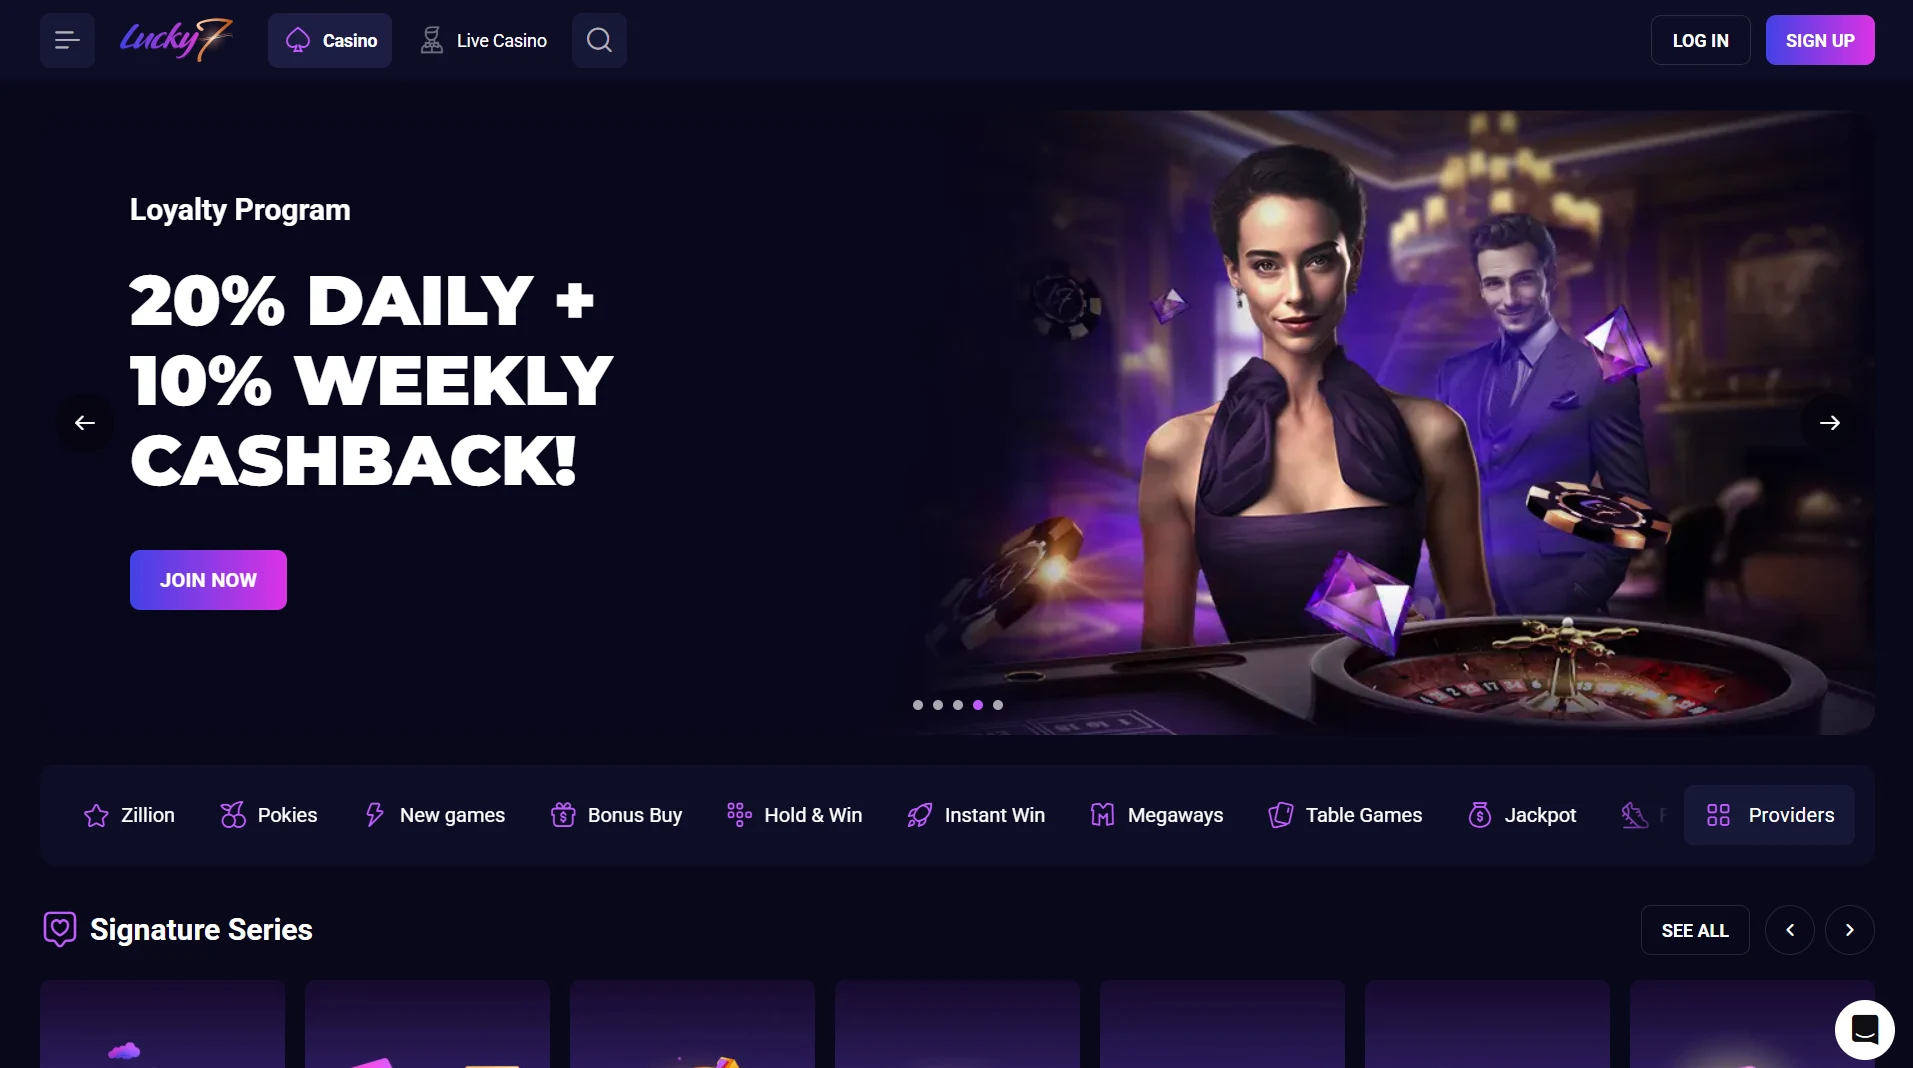 Lucky7
Casino
Live Casino
LOG IN
SIGN UP
Loyalty Program
20% DAILY +
10% WEEKLY
CASHBACK!
JOIN NOW
Zillion
Pokies
New games
Bonus Buy
Hold & Win
Instant Win
Megaways
Table Games
Jackpot
Providers
Signature Series
SEE ALL